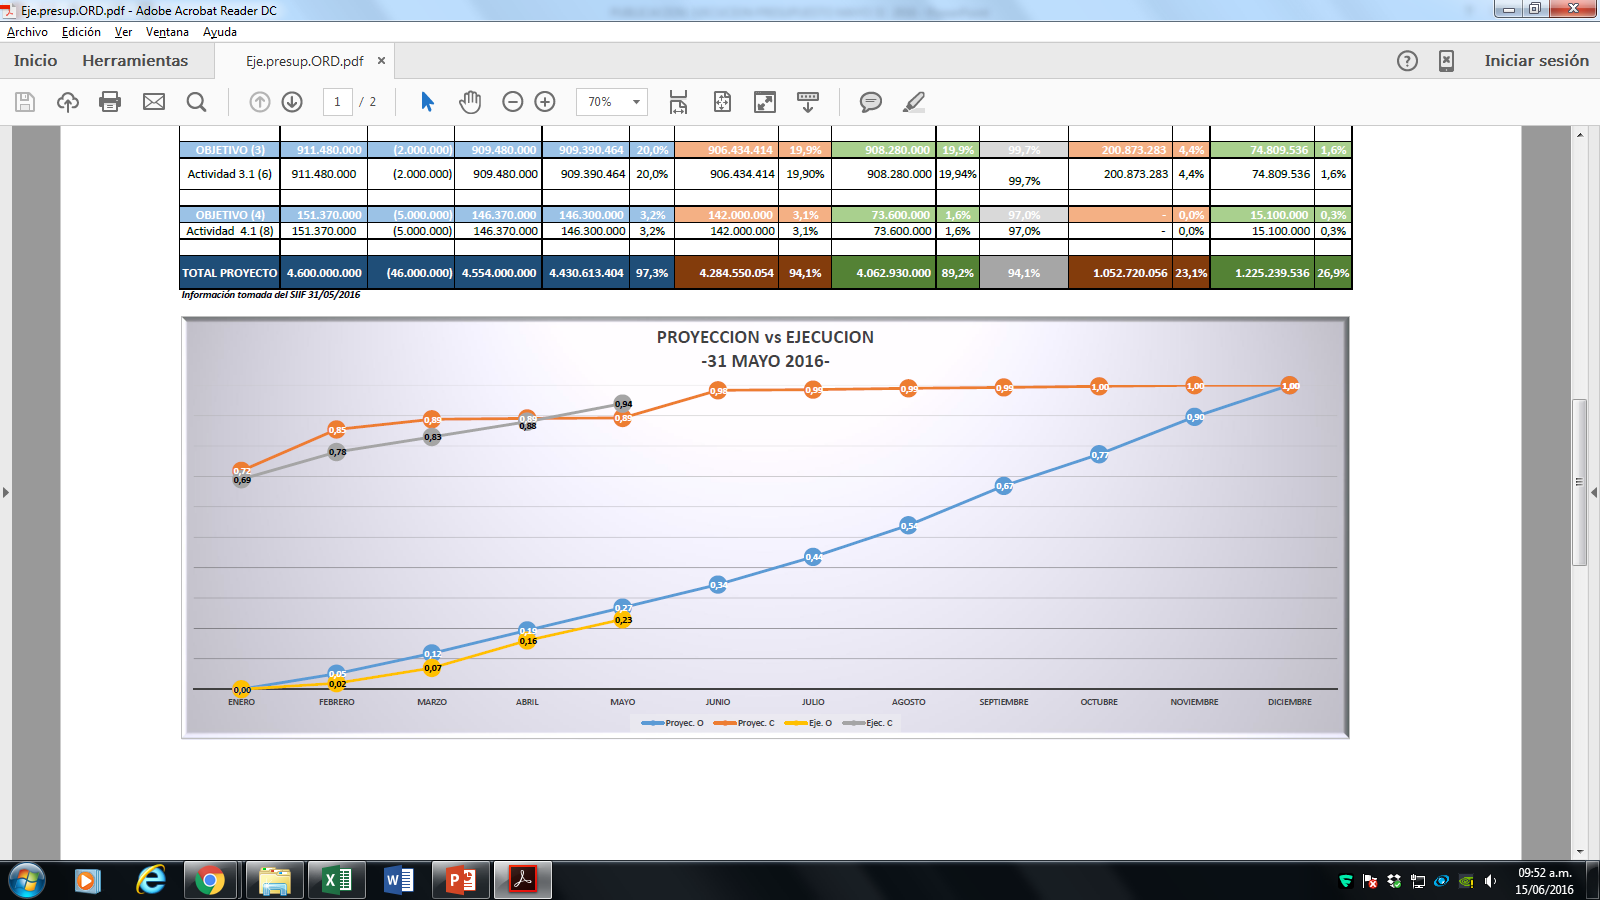 Eje.presup.ORD.pdf - Adobe Acrobat Reader DC
Archivo Edición Ver Ventana Ayuda
Inicio Herramientas Eje.presup.ORD.pdf × Iniciar sesión
1 / 2 70%
OBJETIVO (3) 911.480.000 (2.000.000) 909.480.000 909.390.464 20,0% 906.434.414 19,9% 908.280.000 19,9% 99,7% 200.873.283 4,4% 74.809.536 1,6%
Actividad 3.1 (6) 911.480.000 (2.000.000) 909.480.000 909.390.464 20,0% 906.434.414 19,90% 908.280.000 19,94% 99,7% 200.873.283 4,4% 74.809.536 1,6%
OBJETIVO (4) 151.370.000 (5.000.000) 146.370.000 146.300.000 3,2% 142.000.000 3,1% 73.600.000 1,6% 97,0% - 0,0% 15.100.000 0,3%
Actividad 4.1 (8) 151.370.000 (5.000.000) 146.370.000 146.300.000 3,2% 142.000.000 3,1% 73.600.000 1,6% 97,0% - 0,0% 15.100.000 0,3%
TOTAL PROYECTO 4.600.000.000 (46.000.000) 4.554.000.000 4.430.613.404 97,3% 4.284.550.054 94,1% 4.062.930.000 89,2% 94,1% 1.052.720.056 23,1% 1.225.239.536 26,9%
Información tomada del SIIF 31/05/2016
PROYECCION vs EJECUCION
-31 MAYO 2016-
0,72 0,85 0,89 0,89 0,89 0,98 0,99 0,99 0,99 1,00 1,00 1,00
0,69 0,78 0,83 0,88 0,94
0,05 0,12 0,19 0,27 0,34 0,44 0,54 0,67 0,77 0,90
0,00 0,02 0,07 0,16 0,23
ENERO FEBRERO MARZO ABRIL MAYO JUNIO JULIO AGOSTO SEPTIEMBRE OCTUBRE NOVIEMBRE DICIEMBRE
Proyec. O Proyec. C Eje. O Ejec. C
09:52 a.m.
15/06/2016